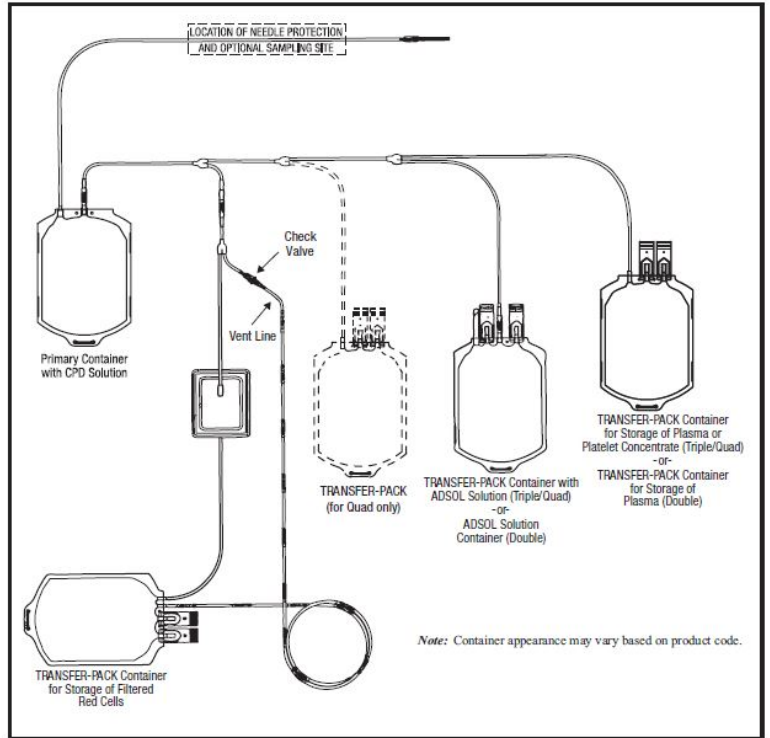 LOCATION OF NEEDLE PROTECTION
AND OPTIONAL SAMPLING SITE
Check
Valve
Vent Line
Primary Container
with CPD Solution
TRANSFER-PACK
(for Quad only)
TRANSFER-PACK Container with
ADSOL Solution (Triple/Quad)
-or-
ADSOL Solution
Container (Double)
TRANSFER-PACK Container
for Storage of Plasma or
Platelet Concentrate (Triple/Quad)
-or-
TRANSFER-PACK Container
for Storage of
Plasma (Double)
TRANSFER-PACK Container
for Storage of Filtered
Red Cells
Note: Container appearance may vary based on product code.